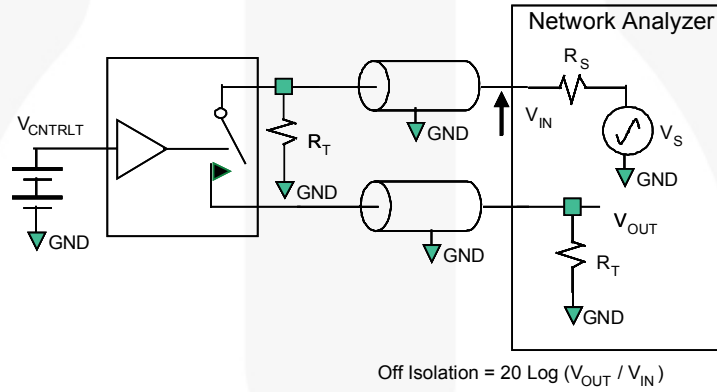 Network Analyzer
R_S
V_CNTRLT
V_IN
V_S
R_T
GND
GND
GND
GND
GND
V_OUT
R_T
GND
Off Isolation = 20 Log (V_OUT / V_IN)